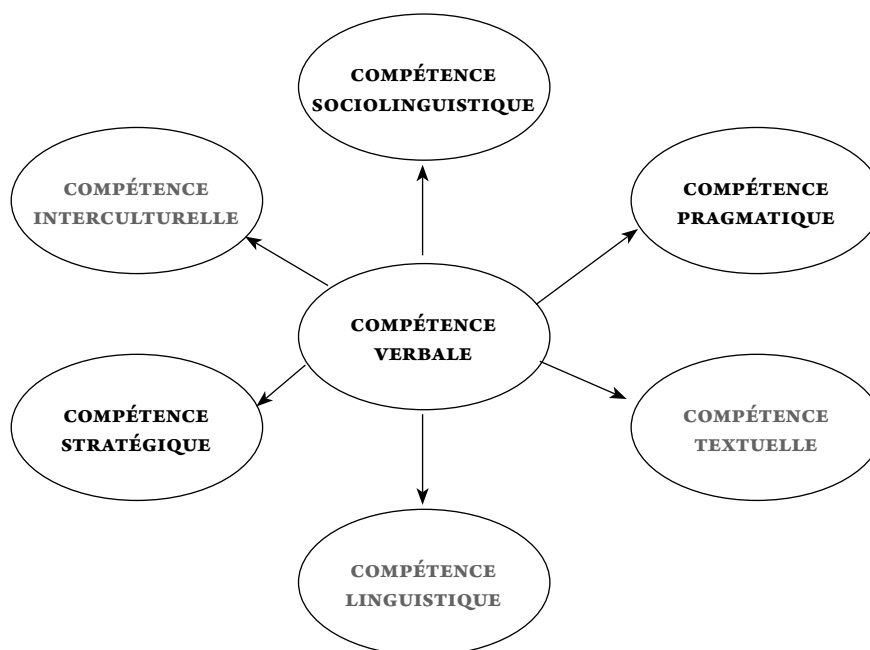 COMPÉTENCE
SOCIOLINGUISTIQUE
COMPÉTENCE
INTERCULTURELLE
COMPÉTENCE
PRAGMATIQUE
COMPÉTENCE
VERBALE
COMPÉTENCE
STRATÉGIQUE
COMPÉTENCE
TEXTUELLE
COMPÉTENCE
LINGUISTIQUE